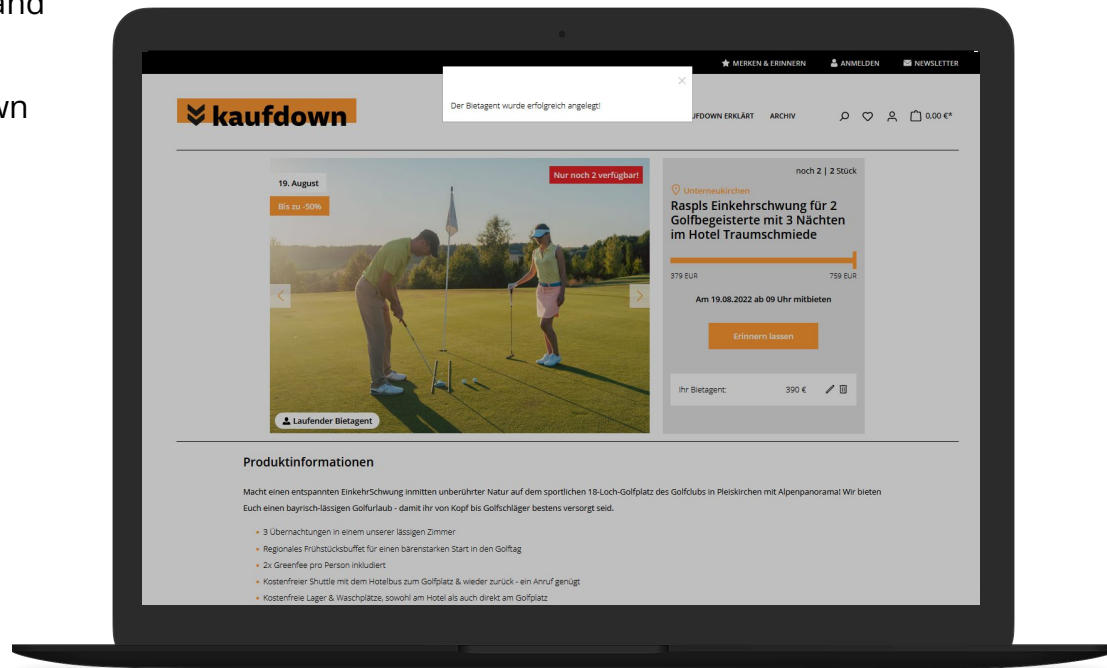 and
wn
MERKEN & ERINNERN ANMELDEN NEWSLETTER
Der Bietagent wurde erfolgreich angelegt!
kaufdown
UFDOWN ERKLÄRT ARCHIV 0,00 €*
19. August
Bis zu -50%
Nur noch 2 verfügbar!
Laufender Bietagent
noch 2 | 2 Stück
Unterneukirchen
Raspls Einkehrschwung für 2
Golfbegeisterte mit 3 Nächten
im Hotel Traumschmiede
379 EUR 759 EUR
Am 19.08.2022 ab 09 Uhr mitbieten
Erinnern lassen
Ihr Bietagent: 390 €
Produktinformationen
Macht einen entspannten EinkehrSchwung inmitten unberührter Natur auf dem sportlichen 18-Loch-Golfplatz des Golfclubs in Pleiskirchen mit Alpenpanorama! Wir bieten
Euch einen bayrisch-lässigen Golfurlaub - damit ihr von Kopf bis Golfschläger bestens versorgt seid.
• 3 Übernachtungen in einem unserer lässigen Zimmer
• Regionales Frühstücksbuffet für einen bärenstarken Start in den Golftag
• 2x Greenfee pro Person inkludiert
• Kostenfreier Shuttle mit dem Hotelbus zum Golfplatz & wieder zurück - ein Anruf genügt
• Kostenfreie Lager & Waschplätze, sowohl am Hotel als auch direkt am Golfplatz